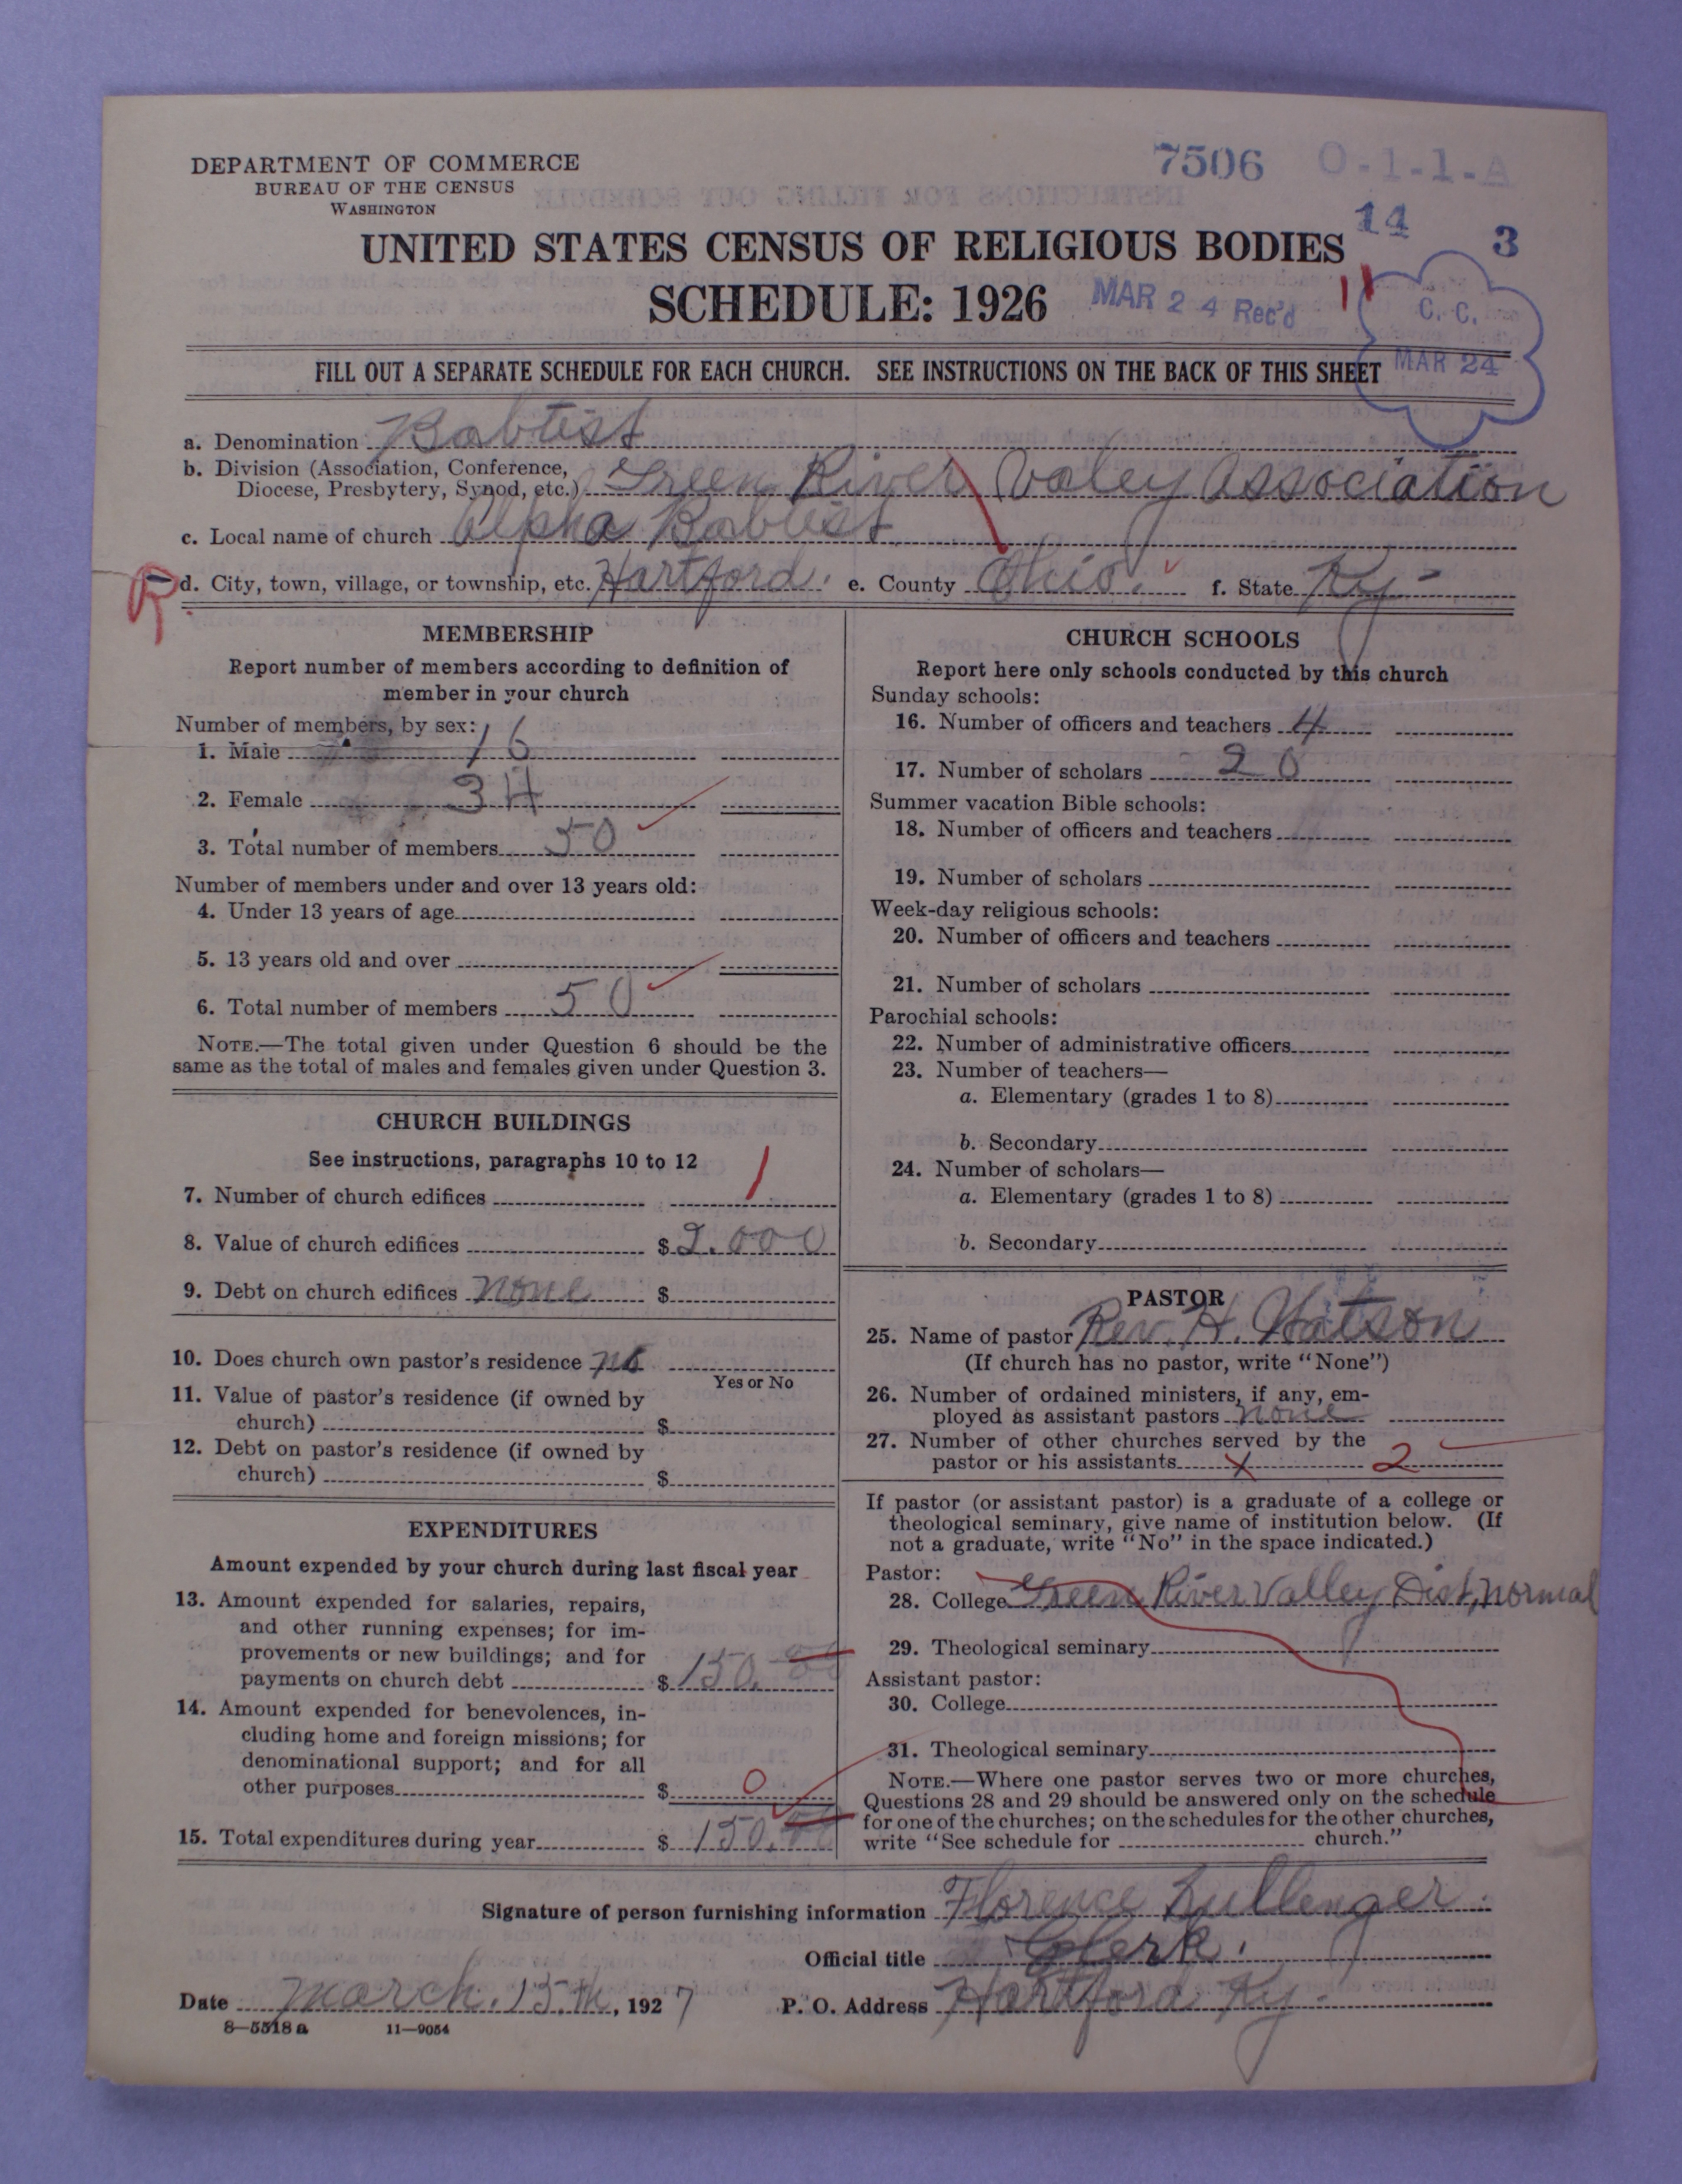 DEPARTMENT OF COMMERCE
BUREAU OF THE CENSUS
WASHINGTON
7506 O-1-1-A
14 3
UNITED STATES CENSUS OF RELIGIOUS BODIES
SCHEDULE: 1926
MAR 24 Rec'd 11
C. C.
MAR 24
FILL OUT A SEPARATE SCHEDULE FOR EACH CHURCH. SEE INSTRUCTIONS ON THE BACK OF THIS SHEET
a. Denomination Babtist
b. Division (Association, Conference,
Diocese, Presbytery, Synod, etc.) Green River Valey Association
c. Local name of church Alpha Babtist
R d. City, town, village, or township, etc. Hartford. e. County Ohio. f. State Ky-
MEMBERSHIP
Report number of members according to definition of
member in your church
Number of members, by sex:
1. Male 16
2. Female 34
3. Total number of members 50
Number of members under and over 13 years old:
4. Under 13 years of age
5. 13 years old and over
6. Total number of members 50
NOTE.—The total given under Question 6 should be the
same as the total of males and females given under Question 3.
CHURCH BUILDINGS
See instructions, paragraphs 10 to 12
7. Number of church edifices 1
8. Value of church edifices $ 2.000
9. Debt on church edifices none $
10. Does church own pastor's residence no
Yes or No
11. Value of pastor's residence (if owned by
church) $
12. Debt on pastor's residence (if owned by
church) $
EXPENDITURES
Amount expended by your church during last fiscal year
13. Amount expended for salaries, repairs,
and other running expenses; for im-
provements or new buildings; and for
payments on church debt $ 150.00
14. Amount expended for benevolences, in-
cluding home and foreign missions; for
denominational support; and for all
other purposes $ 0
15. Total expenditures during year $ 150.00
CHURCH SCHOOLS
Report here only schools conducted by this church
Sunday schools:
16. Number of officers and teachers 4
17. Number of scholars 20
Summer vacation Bible schools:
18. Number of officers and teachers
19. Number of scholars
Week-day religious schools:
20. Number of officers and teachers
21. Number of scholars
Parochial schools:
22. Number of administrative officers
23. Number of teachers—
a. Elementary (grades 1 to 8)
b. Secondary
24. Number of scholars—
a. Elementary (grades 1 to 8)
b. Secondary
PASTOR
25. Name of pastor Rev. H. Watson
(If church has no pastor, write "None")
26. Number of ordained ministers, if any, em-
ployed as assistant pastors none
27. Number of other churches served by the
pastor or his assistants x 2
If pastor (or assistant pastor) is a graduate of a college or
theological seminary, give name of institution below. (If
not a graduate, write "No" in the space indicated.)
Pastor:
28. College Green River Valley Dist, Normal
29. Theological seminary
Assistant pastor:
30. College
31. Theological seminary
NOTE.—Where one pastor serves two or more churches,
Questions 28 and 29 should be answered only on the schedule
for one of the churches; on the schedules for the other churches,
write "See schedule for church."
Signature of person furnishing information Florence
Official title Clerk.
Date March. 15.th, 1927 P. O. Address Hartford Ky.
8—5518 a 11—9054